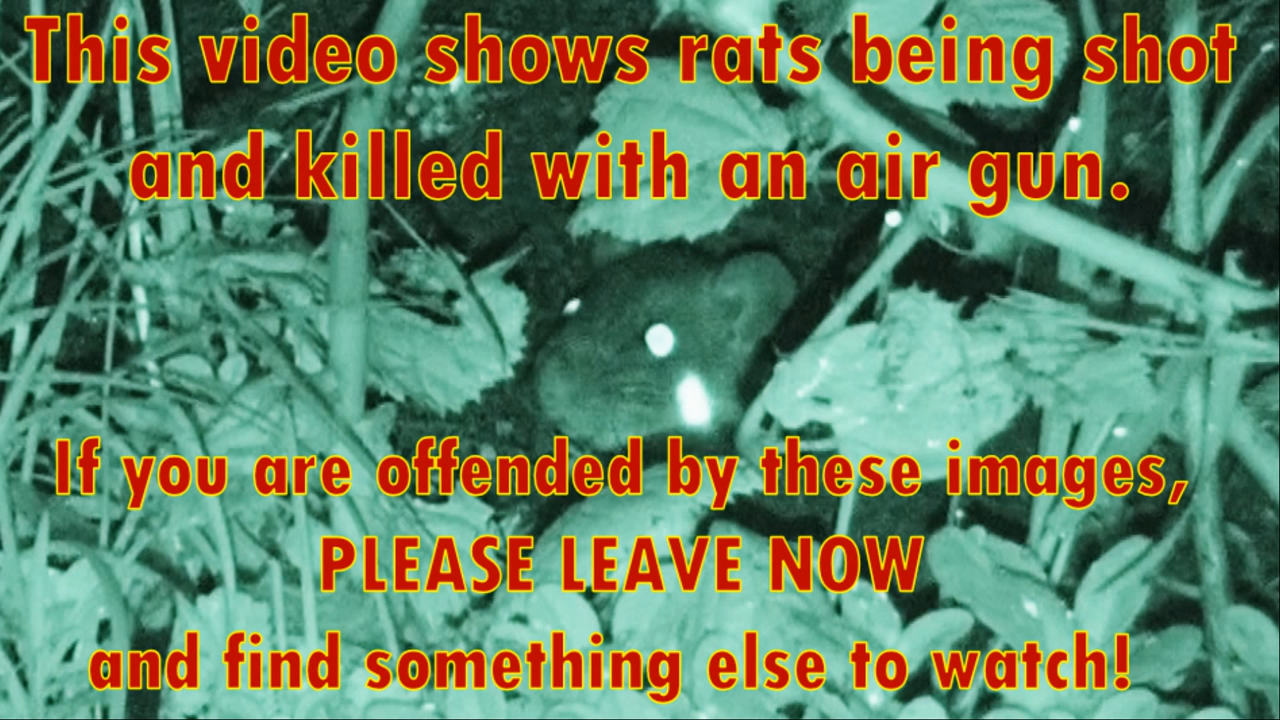 This video shows rats being shot
and killed with an air gun.
If you are offended by these images,
PLEASE LEAVE NOW
and find something else to watch!